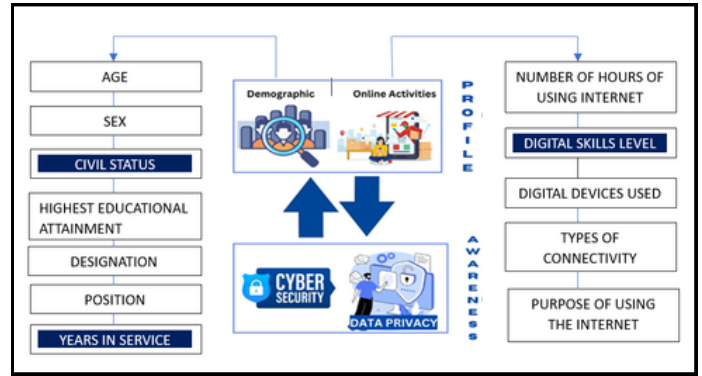 AGE
SEX
CIVIL STATUS
HIGHEST EDUCATIONAL
ATTAINMENT
DESIGNATION
POSITION
YEARS IN SERVICE
Demographic
Online Activities
PROFILE
CYBER
SECURITY
DATA PRIVACY
AWARENESS
NUMBER OF HOURS OF
USING INTERNET
DIGITAL SKILLS LEVEL
DIGITAL DEVICES USED
TYPES OF
CONNECTIVITY
PURPOSE OF USING
THE INTERNET